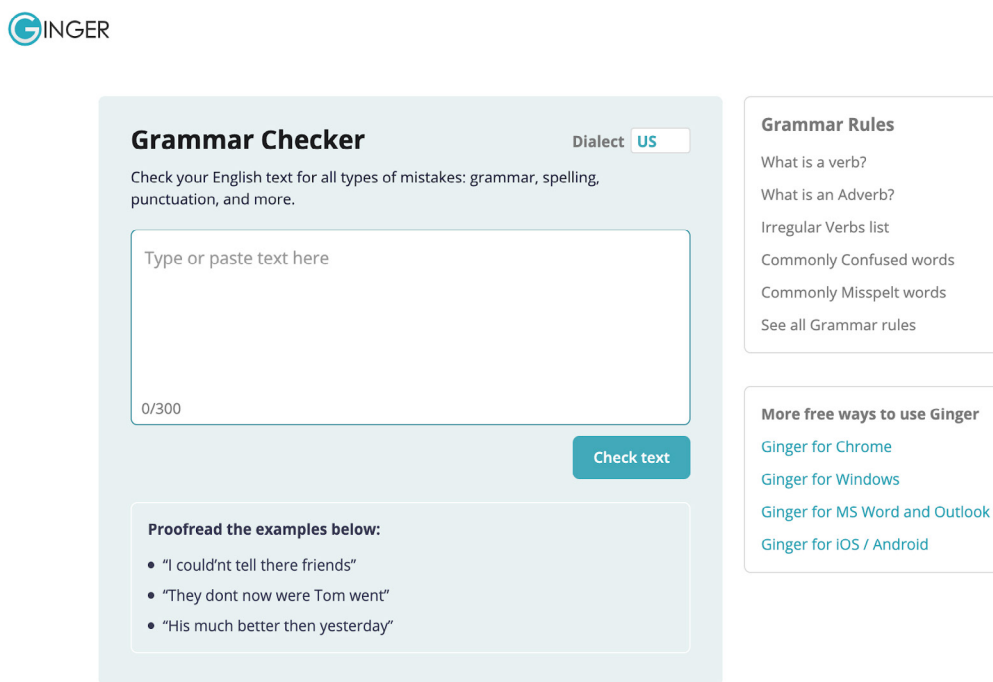 GINGER
Grammar Checker
Dialect US
Check your English text for all types of mistakes: grammar, spelling,
punctuation, and more.
Type or paste text here
0/300
Check text
Proofread the examples below:
• “I could’nt tell there friends”
• “They dont now were Tom went”
• “His much better then yesterday”
Grammar Rules
What is a verb?
What is an Adverb?
Irregular Verbs list
Commonly Confused words
Commonly Misspelt words
See all Grammar rules
More free ways to use Ginger
Ginger for Chrome
Ginger for Windows
Ginger for MS Word and Outlook
Ginger for iOS / Android